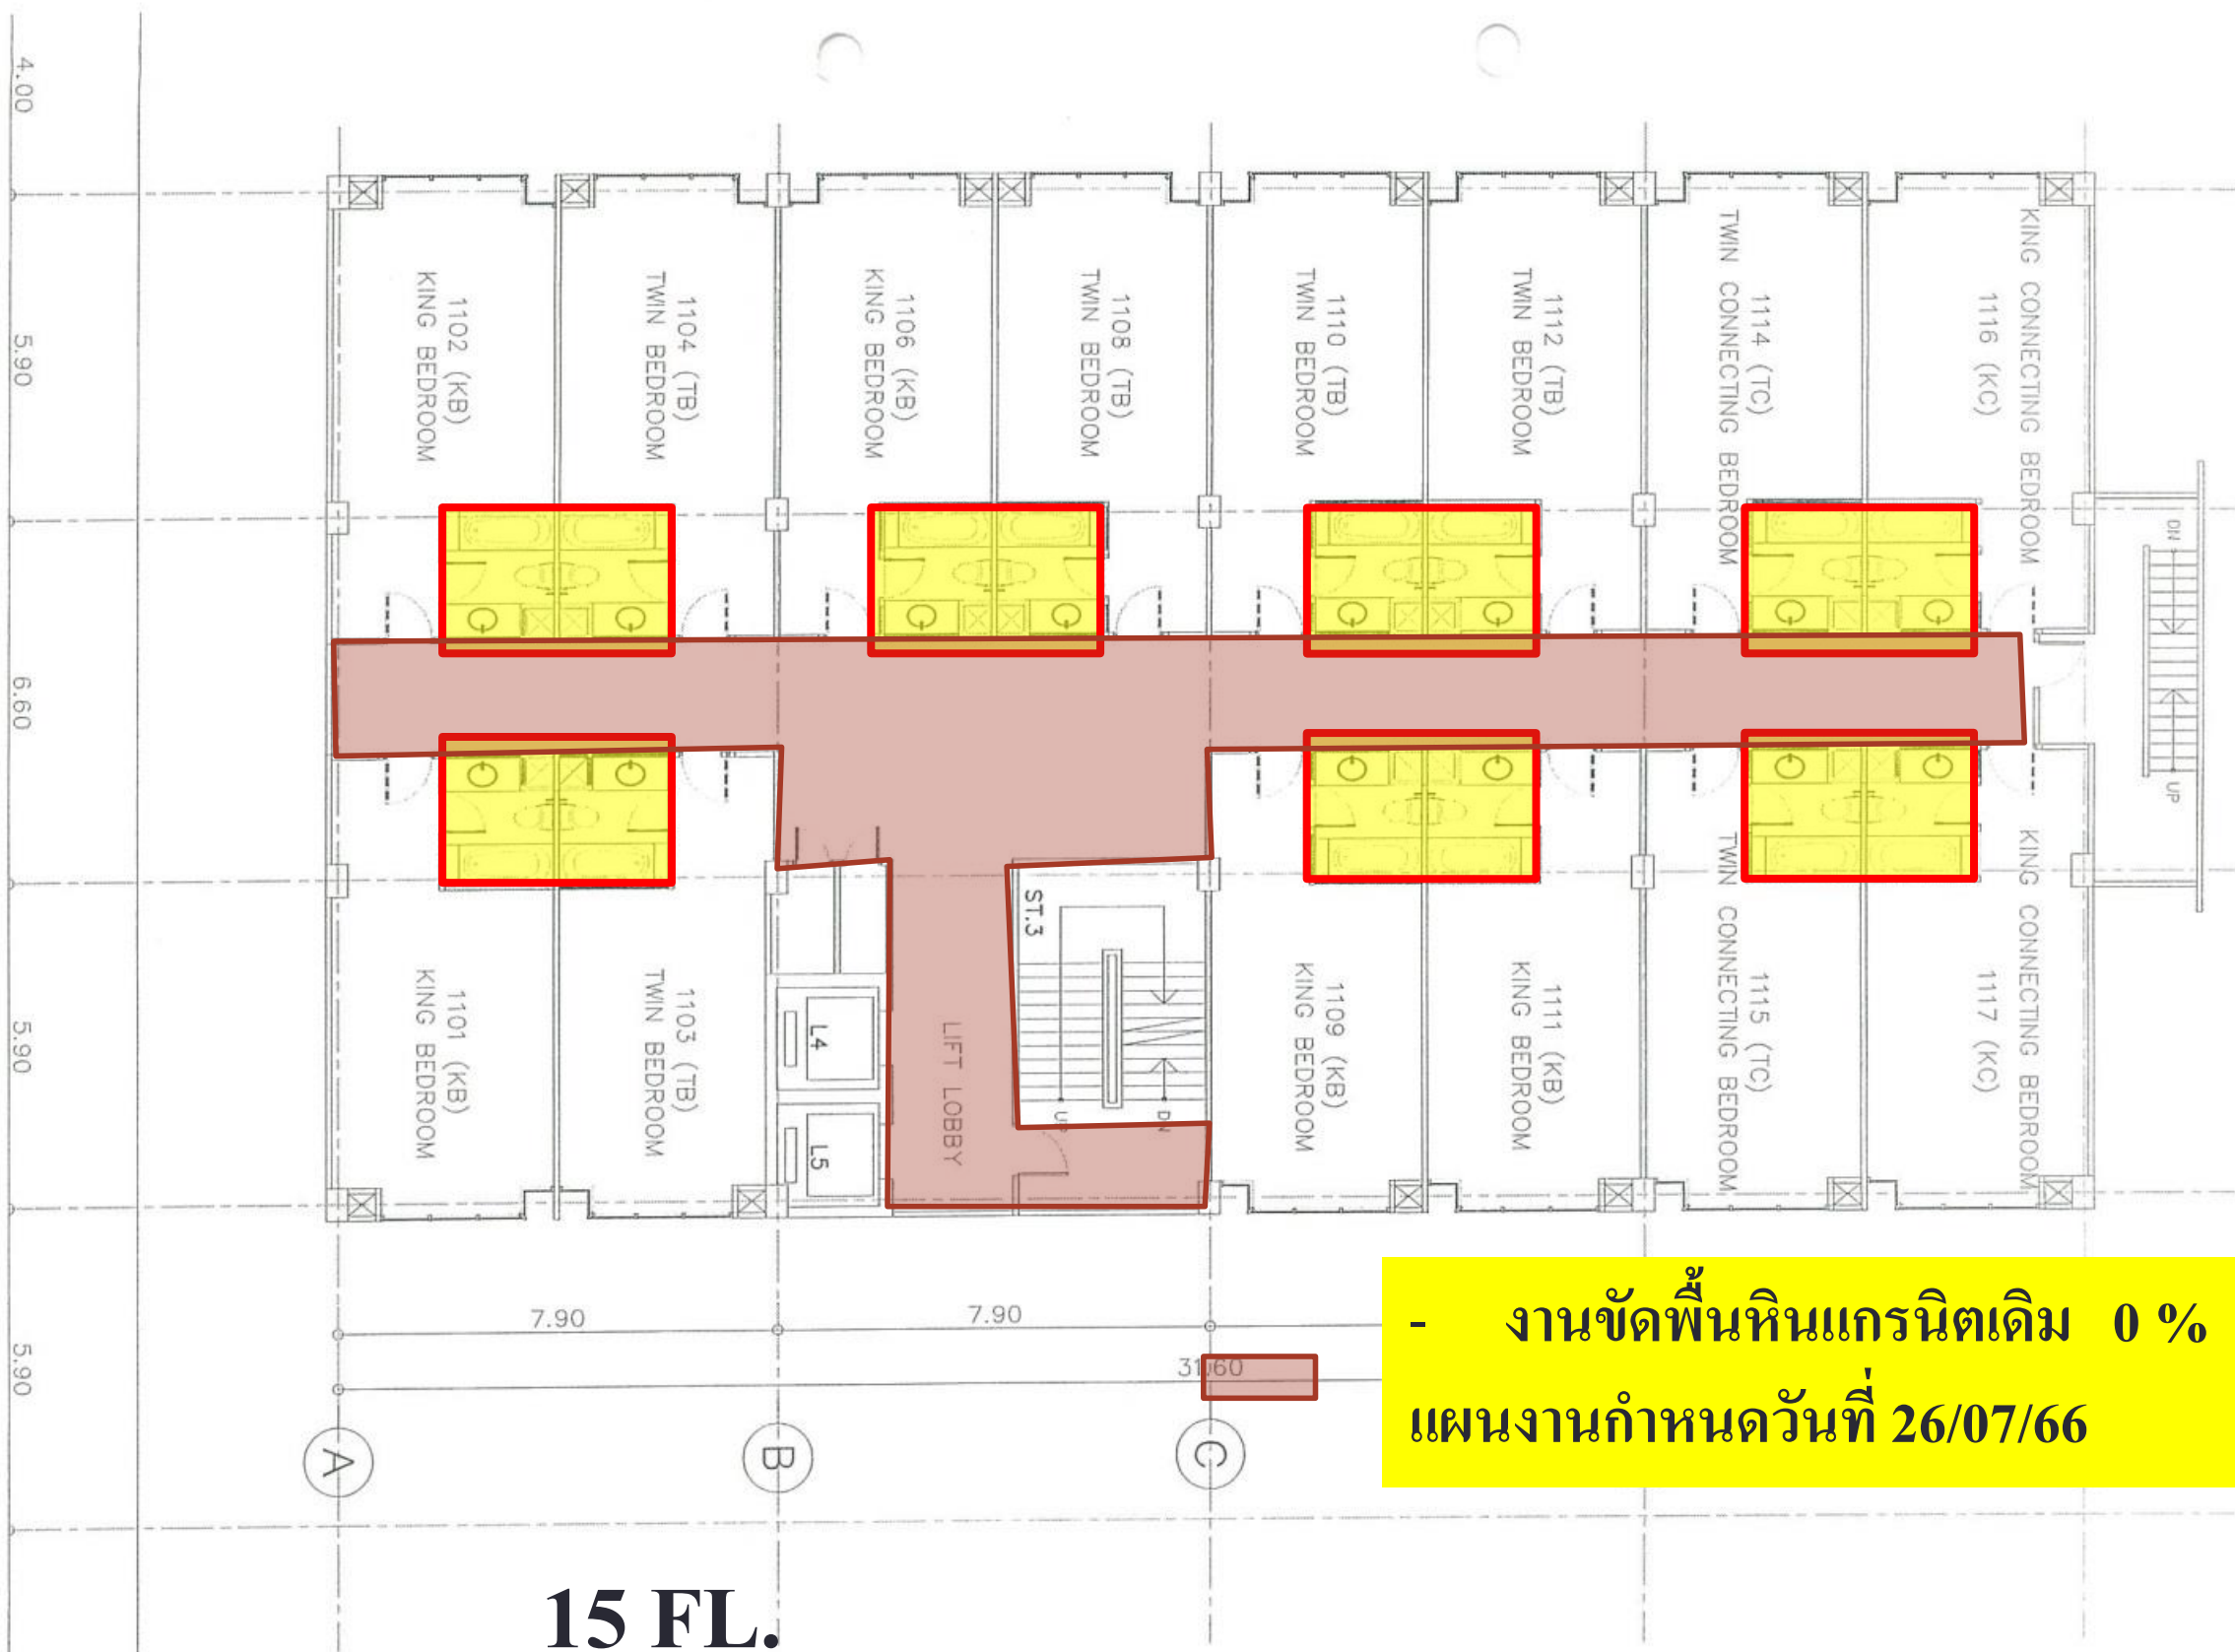 4.00
5.90
6.60
5.90
5.90
1102 (KB)
KING BEDROOM
1104 (TB)
TWIN BEDROOM
1106 (KB)
KING BEDROOM
1108 (TB)
TWIN BEDROOM
1110 (TB)
TWIN BEDROOM
1112 (TB)
TWIN BEDROOM
1114 (TC)
TWIN CONNECTING BEDROOM
KING CONNECTING BEDROOM
1116 (KC)
DN
UP
1101 (KB)
KING BEDROOM
1103 (TB)
TWIN BEDROOM
L4
L5
LIFT LOBBY
ST.3
UP
DN
1109 (KB)
KING BEDROOM
1111 (KB)
KING BEDROOM
1115 (TC)
TWIN CONNECTING BEDROOM
KING CONNECTING BEDROOM
1117 (KC)
7.90
7.90
31.60
A
B
C
- งานขัดพื้นหินแกรนิตเดิม 0 %
แผนงานกำหนดวันที่ 26/07/66
15 FL.